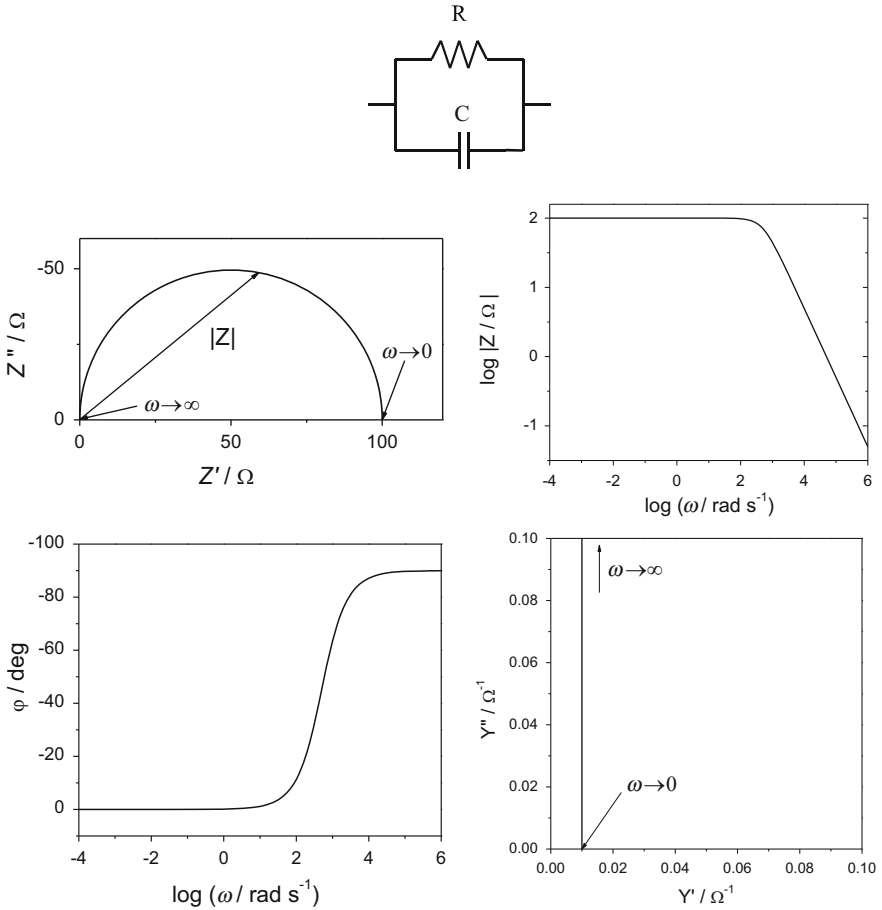 R
C
-50
0
Z'' / Ω
|Z|
ω→0
ω→∞
0 50 100
Z' / Ω
2
1
0
-1
log |Z / Ω |
-4 -2 0 2 4 6
log (ω / rad s⁻¹)
-100
-80
-60
-40
-20
0
φ / deg
-4 -2 0 2 4 6
log (ω / rad s⁻¹)
0.10
0.08
0.06
0.04
0.02
0.00
Y'' / Ω⁻¹
ω→∞
ω→0
0.00 0.02 0.04 0.06 0.08 0.10
Y' / Ω⁻¹